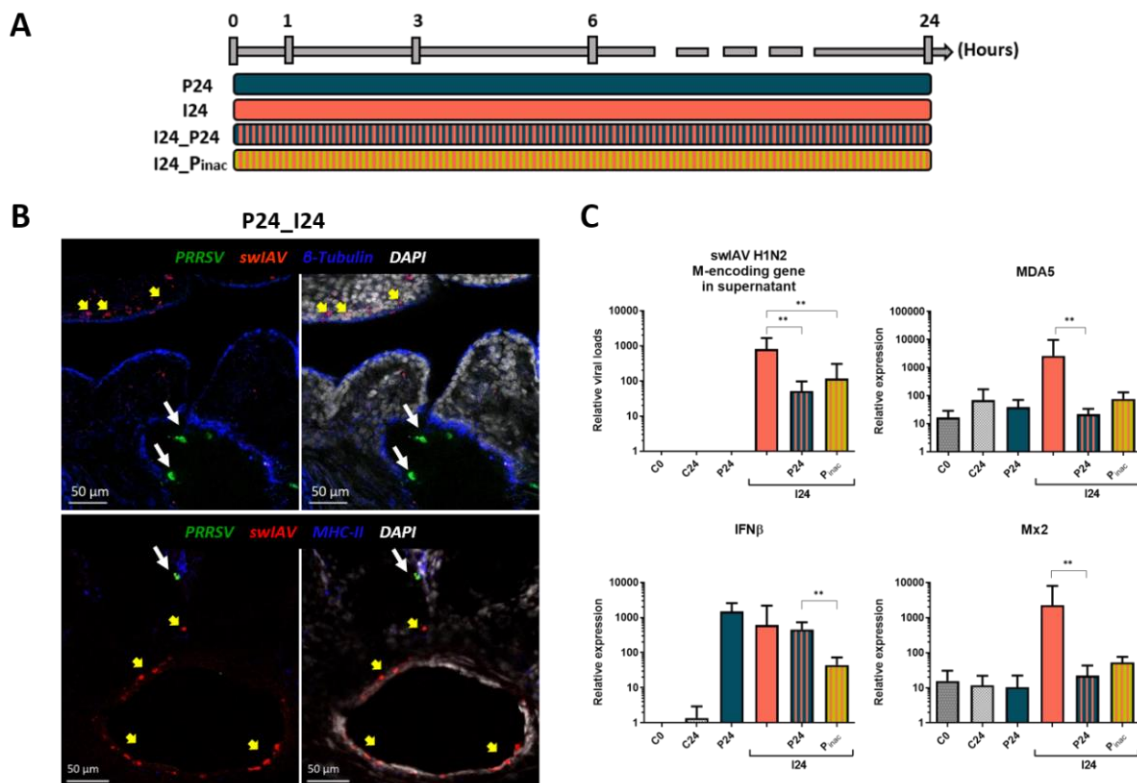 A
0 1 3 6 24
(Hours)
P24
I24
I24_P24
I24_Pinac
B
P24_I24
PRRSV swIAV β-Tubulin DAPI
50 µm 50 µm
PRRSV swIAV MHC-II DAPI
50 µm 50 µm
C
swIAV H1N2
M-encoding gene
in supernatant
Relative viral loads
10000
1000
100
10
1
** **
C0 C24 P24 P24 Pinac
I24
MDA5
Relative expression
10000
1000
100
10
1
**
C0 C24 P24 P24 Pinac
I24
IFNβ
Relative expression
10000
1000
100
10
1
**
C0 C24 P24 P24 Pinac
I24
Mx2
Relative expression
10000
1000
100
10
1
**
C0 C24 P24 P24 Pinac
I24